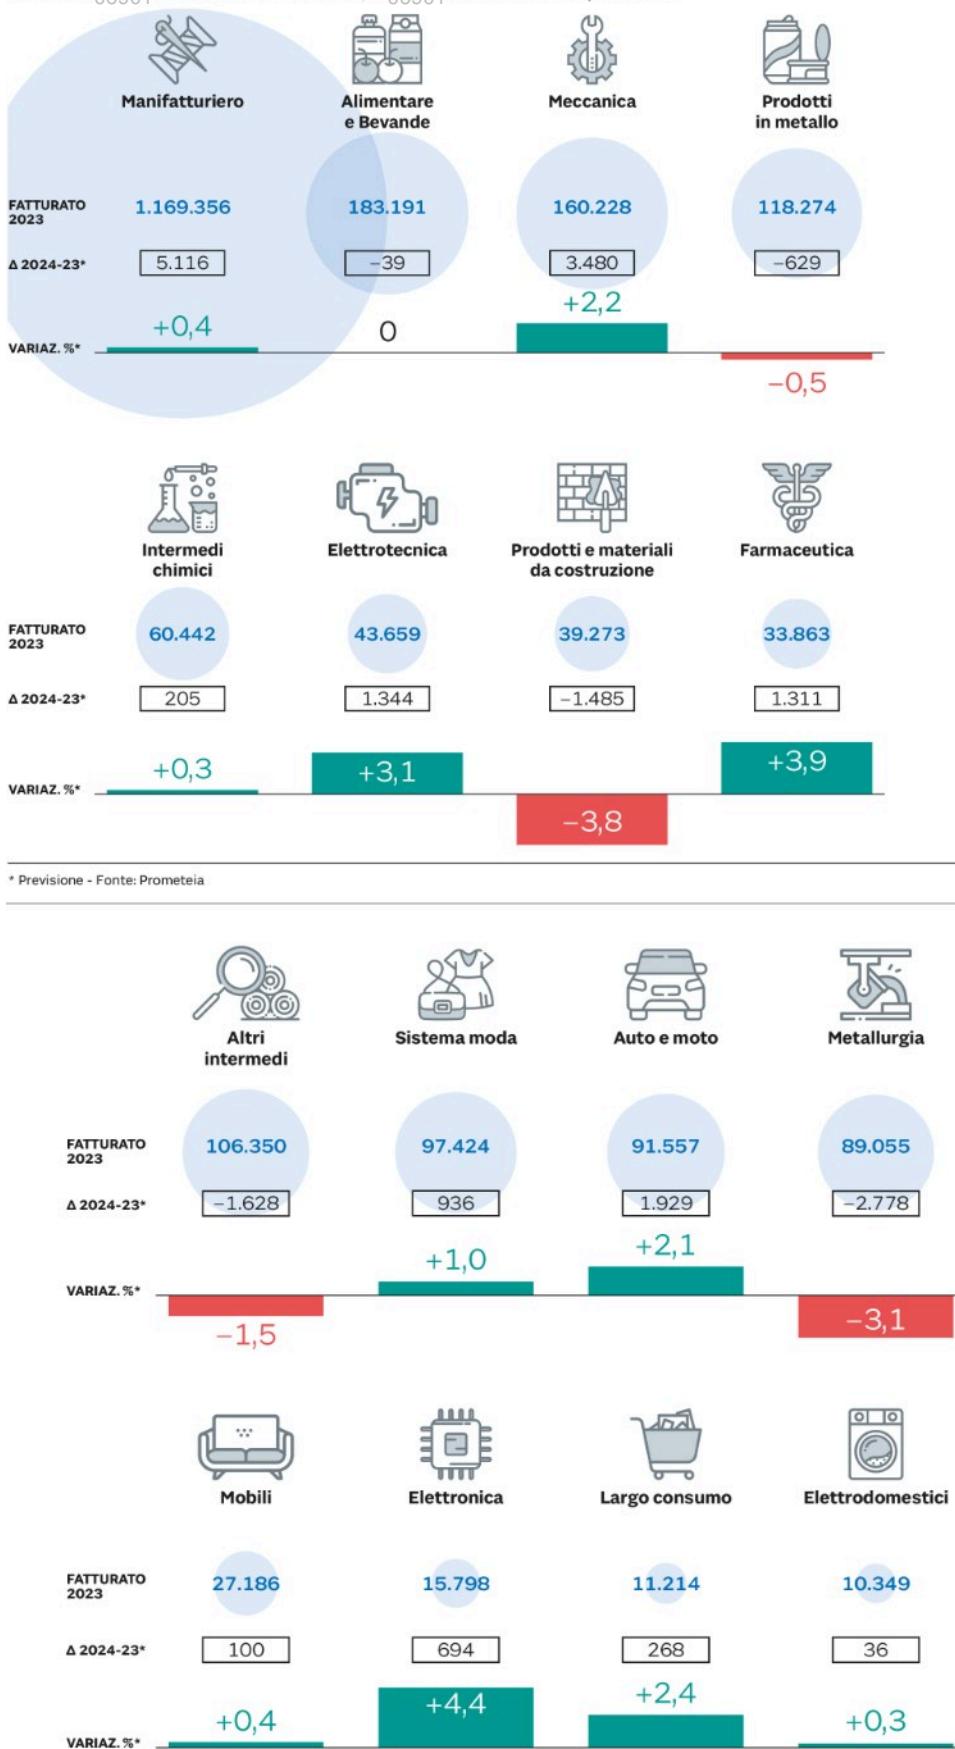 Manifatturiero
Alimentare
e Bevande
Meccanica
Prodotti
in metallo
FATTURATO
2023
1.169.356
183.191
160.228
118.274
Δ 2024-23*
5.116
−39
3.480
−629
VARIAZ. %*
+0,4
0
+2,2
−0,5
Intermedi
chimici
Elettrotecnica
Prodotti e materiali
da costruzione
Farmaceutica
FATTURATO
2023
60.442
43.659
39.273
33.863
Δ 2024-23*
205
1.344
−1.485
1.311
VARIAZ. %*
+0,3
+3,1
−3,8
+3,9
* Previsione - Fonte: Prometeia
Altri
intermedi
Sistema moda
Auto e moto
Metallurgia
FATTURATO
2023
106.350
97.424
91.557
89.055
Δ 2024-23*
−1.628
936
1.929
−2.778
VARIAZ. %*
−1,5
+1,0
+2,1
−3,1
Mobili
Elettronica
Largo consumo
Elettrodomestici
FATTURATO
2023
27.186
15.798
11.214
10.349
Δ 2024-23*
100
694
268
36
VARIAZ. %*
+0,4
+4,4
+2,4
+0,3